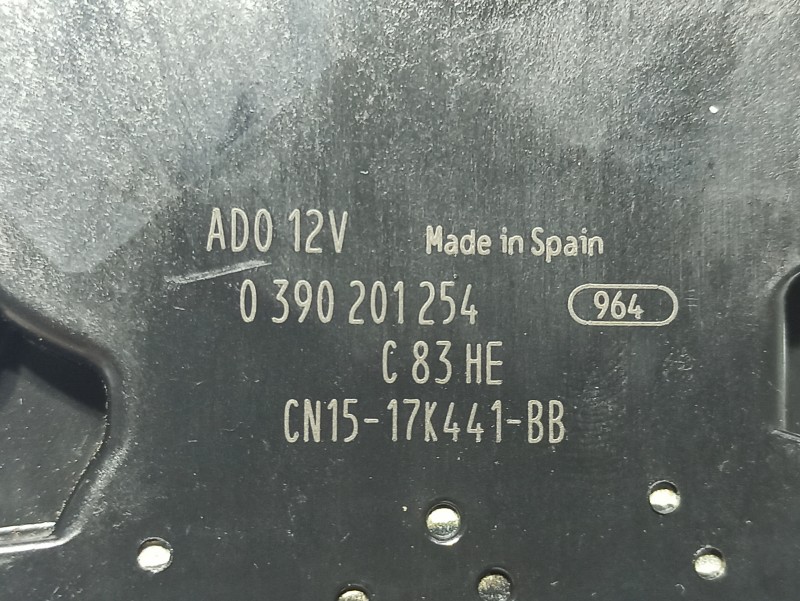 ADO 12V Made in Spain
0 390 201 254 964
C 83 HE
CN15-17K441-BB